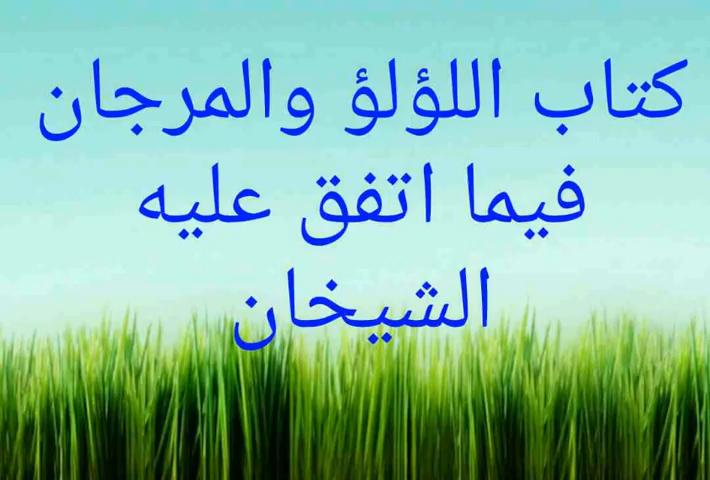 كتاب اللؤلؤ والمرجان
فيما اتفق عليه
الشيخان